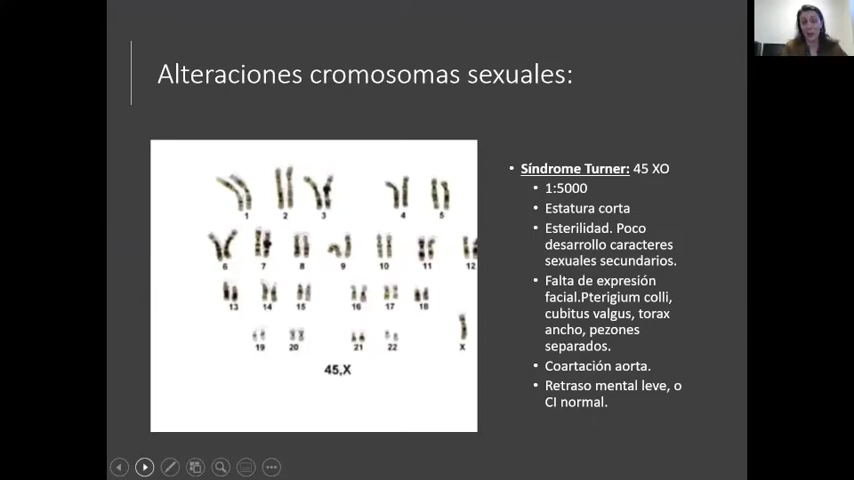 Alteraciones cromosomas sexuales:
1 2 3 4 5
6 7 8 9 10 11 12
13 14 15 16 17 18
19 20 21 22 X
45,X
• Síndrome Turner: 45 XO
• 1:5000
• Estatura corta
• Esterilidad. Poco
desarrollo caracteres
sexuales secundarios.
• Falta de expresión
facial.Pterigium colli,
cubitus valgus, torax
ancho, pezones
separados.
• Coartación aorta.
• Retraso mental leve, o
CI normal.